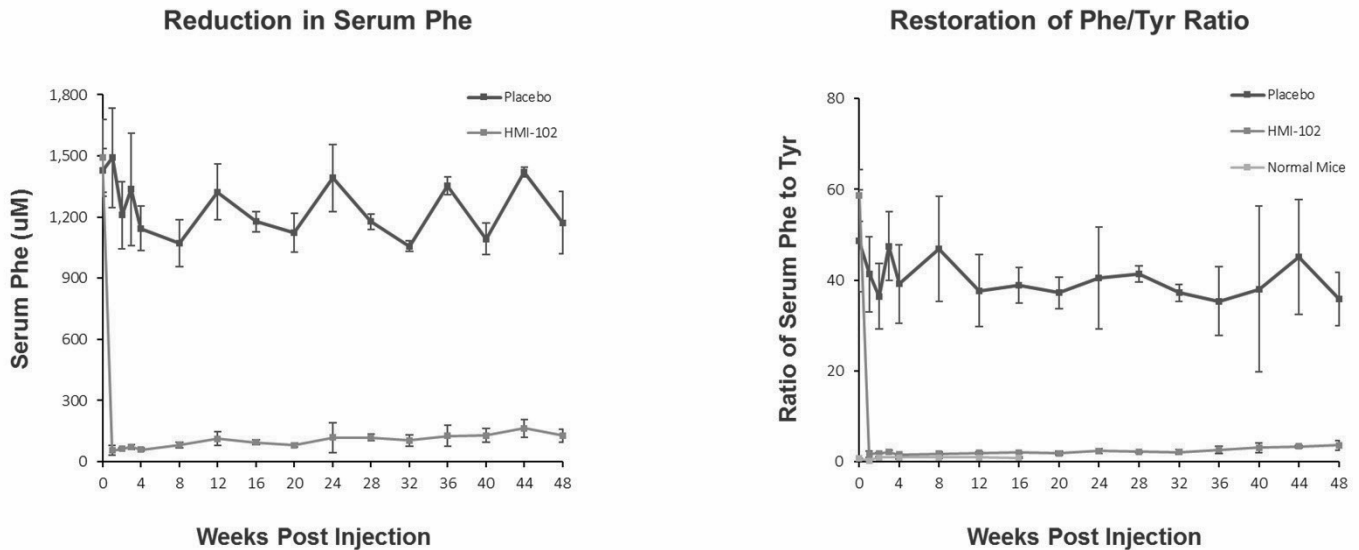 Reduction in Serum Phe
1,800
1,500
1,200
900
600
300
0
Serum Phe (uM)
Placebo
HMI-102
0 4 8 12 16 20 24 28 32 36 40 44 48
Weeks Post Injection
Restoration of Phe/Tyr Ratio
80
60
40
20
0
Ratio of Serum Phe to Tyr
Placebo
HMI-102
Normal Mice
0 4 8 12 16 20 24 28 32 36 40 44 48
Weeks Post Injection